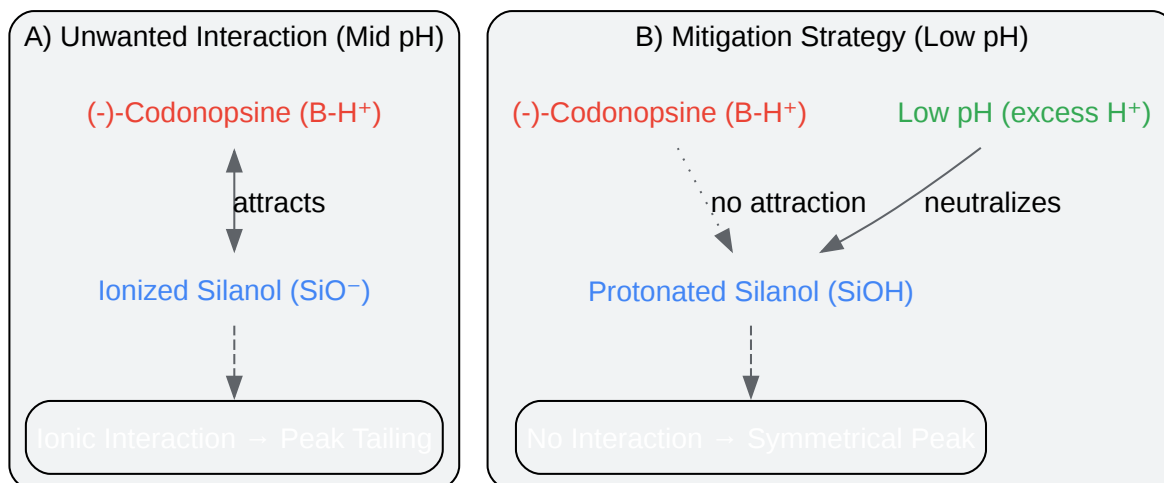 A) Unwanted Interaction (Mid pH)
(-)-Codonopsine (B-H⁺)
attracts
Ionized Silanol (SiO⁻)
Ionic Interaction → Peak Tailing
B) Mitigation Strategy (Low pH)
(-)-Codonopsine (B-H⁺)
Low pH (excess H⁺)
no attraction
neutralizes
Protonated Silanol (SiOH)
No Interaction → Symmetrical Peak